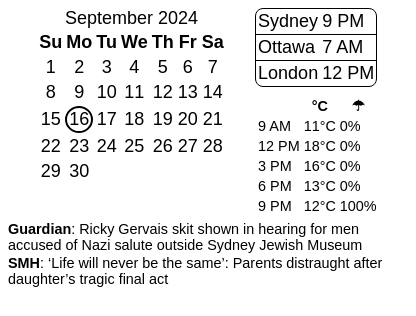 September 2024
Su Mo Tu We Th Fr Sa
1 2 3 4 5 6 7
8 9 10 11 12 13 14
15 16 17 18 19 20 21
22 23 24 25 26 27 28
29 30
Sydney 9 PM
Ottawa 7 AM
London 12 PM
°C ☂
9 AM 11°C 0%
12 PM 18°C 0%
3 PM 16°C 0%
6 PM 13°C 0%
9 PM 12°C 100%
Guardian: Ricky Gervais skit shown in hearing for men
accused of Nazi salute outside Sydney Jewish Museum
SMH: ‘Life will never be the same’: Parents distraught after
daughter’s tragic final act